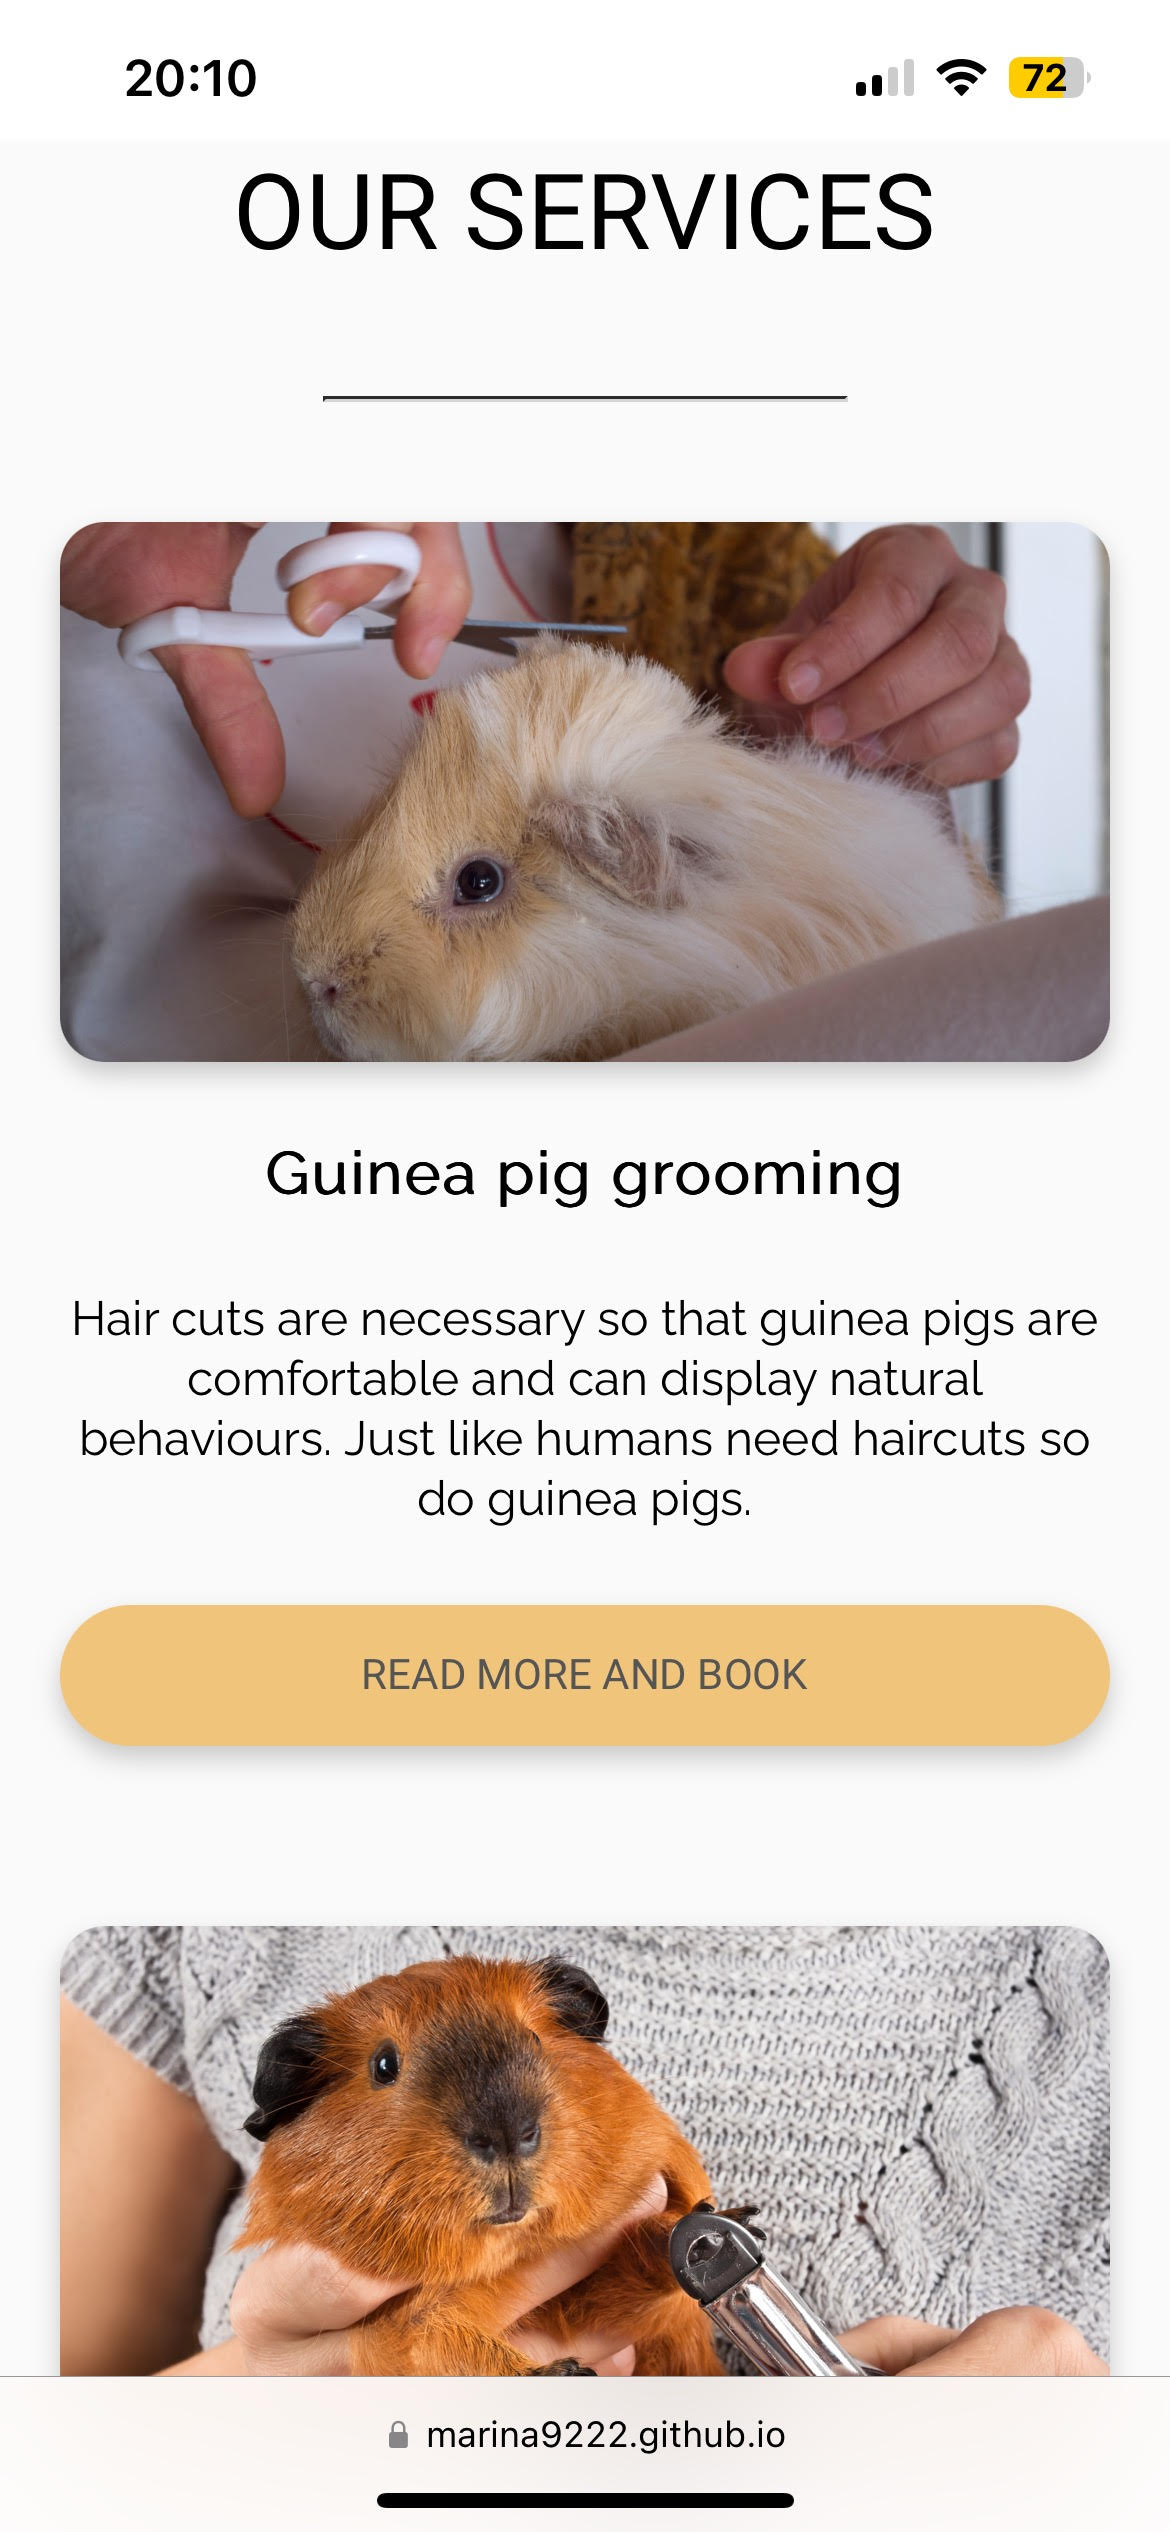 20:10
72
OUR SERVICES
Guinea pig grooming
Hair cuts are necessary so that guinea pigs are
comfortable and can display natural
behaviours. Just like humans need haircuts so
do guinea pigs.
READ MORE AND BOOK
marina9222.github.io